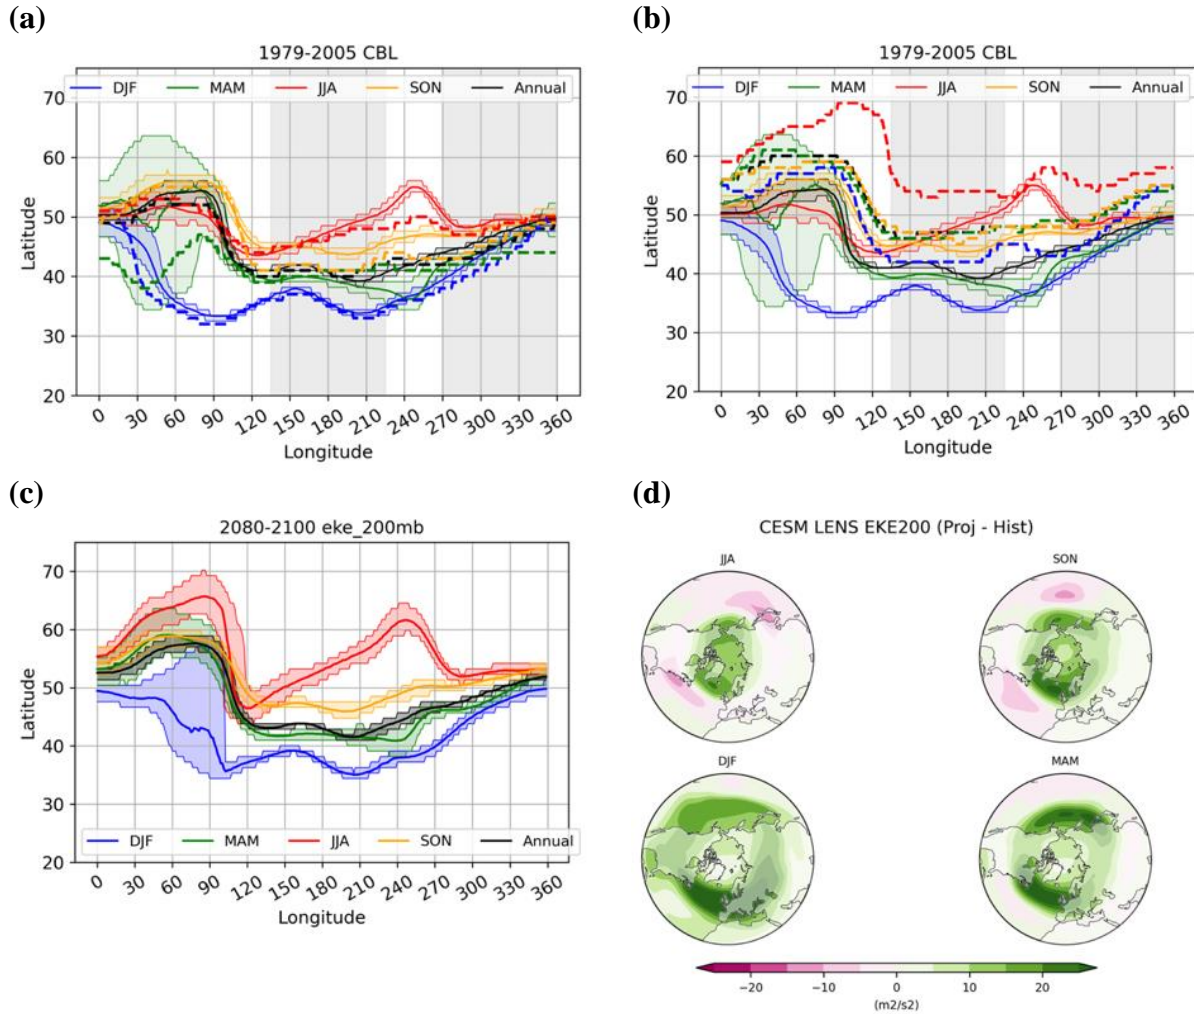 (a)
1979-2005 CBL
DJF MAM JJA SON Annual
70
60
50
40
30
20
Latitude
0 30 60 90 120 150 180 210 240 270 300 330 360
Longitude
(b)
1979-2005 CBL
DJF MAM JJA SON Annual
70
60
50
40
30
20
Latitude
0 30 60 90 120 150 180 210 240 270 300 330 360
Longitude
(c)
2080-2100 eke_200mb
70
60
50
40
30
20
Latitude
DJF MAM JJA SON Annual
0 30 60 90 120 150 180 210 240 270 300 330 360
Longitude
(d)
CESM LENS EKE200 (Proj - Hist)
JJA SON
DJF MAM
−20 −10 0 10 20
(m2/s2)